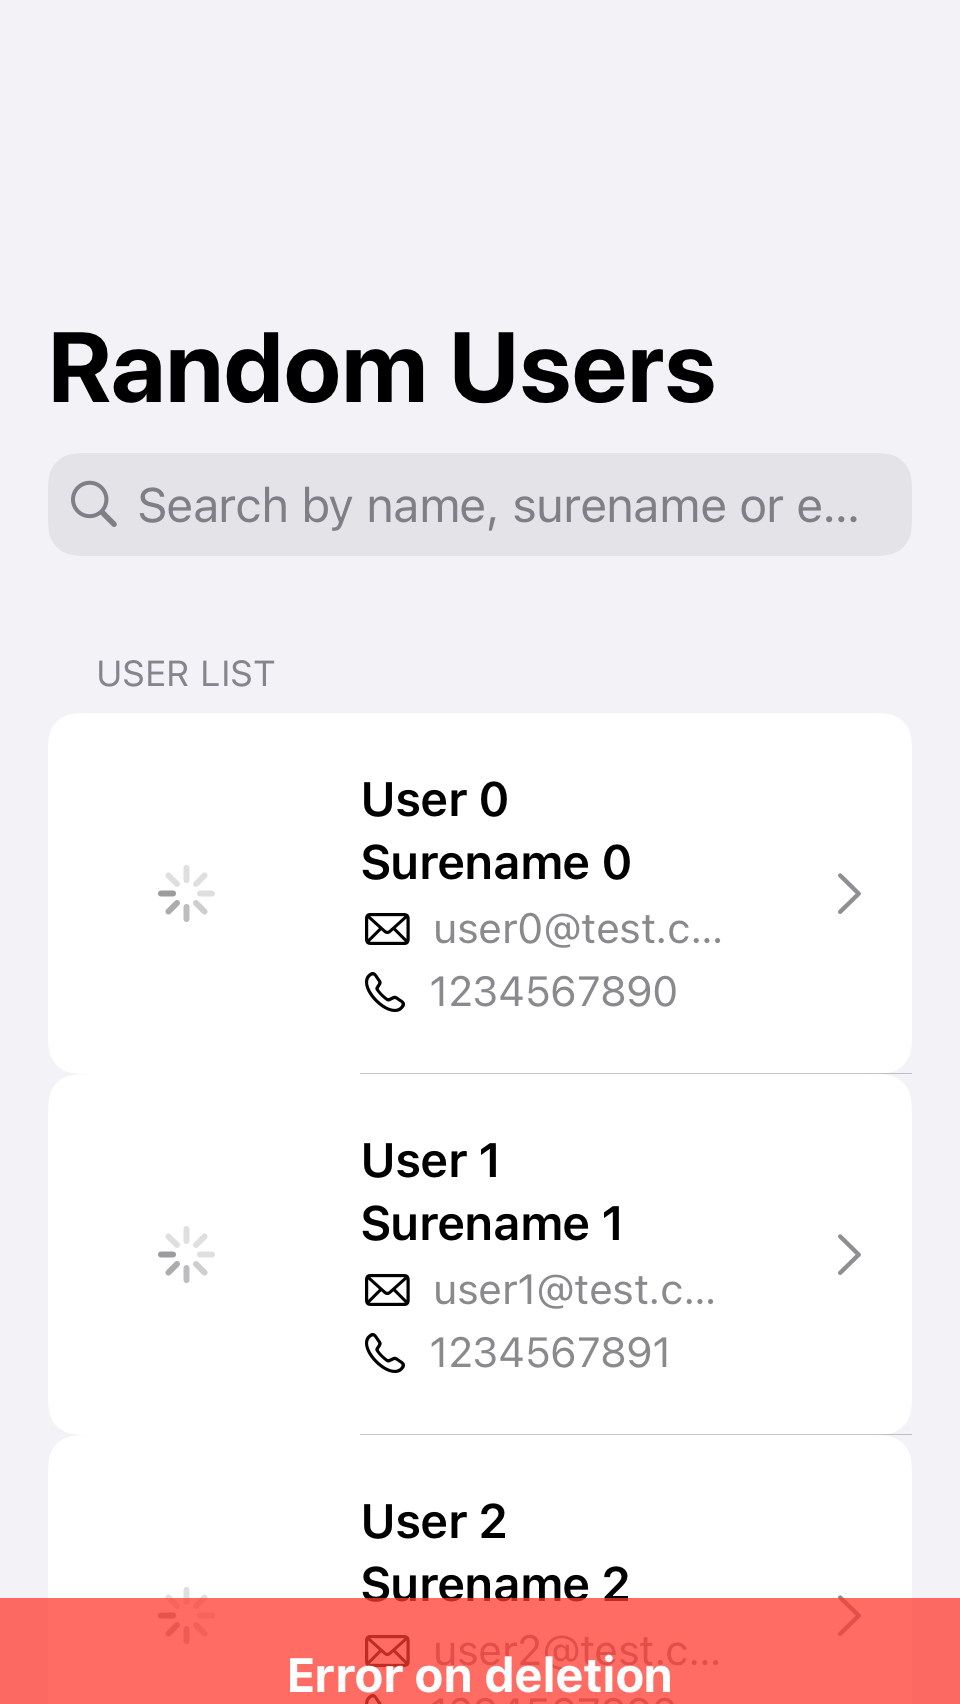 Random Users
Search by name, surename or e...
USER LIST
User 0
Surename 0
user0@test.c...
1234567890
User 1
Surename 1
user1@test.c...
1234567891
User 2
Surename 2
user2@test.c...
Error on deletion